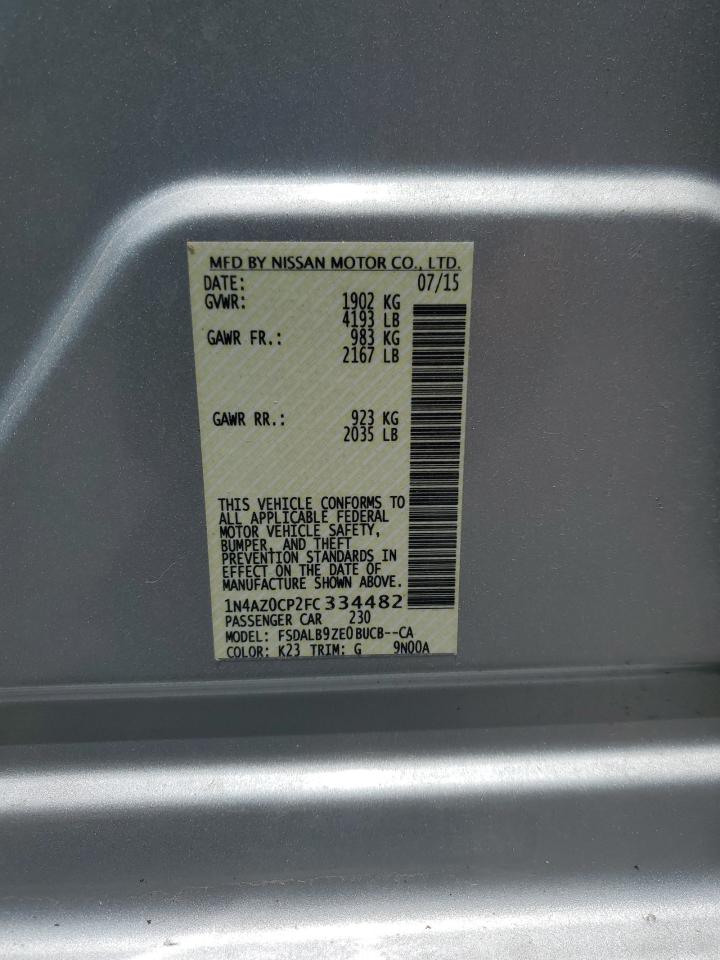 MFD BY NISSAN MOTOR CO., LTD.
DATE: 07/15
GVWR: 1902 KG
4193 LB
GAWR FR.: 983 KG
2167 LB
GAWR RR.: 923 KG
2035 LB
THIS VEHICLE CONFORMS TO
ALL APPLICABLE FEDERAL
MOTOR VEHICLE SAFETY,
BUMPER, AND THEFT
PREVENTION STANDARDS IN
EFFECT ON THE DATE OF
MANUFACTURE SHOWN ABOVE.
1N4AZ0CP2FC334482
PASSENGER CAR 230
MODEL: FSDALB9ZE0BUCB--CA
COLOR: K23 TRIM: G 9N00A